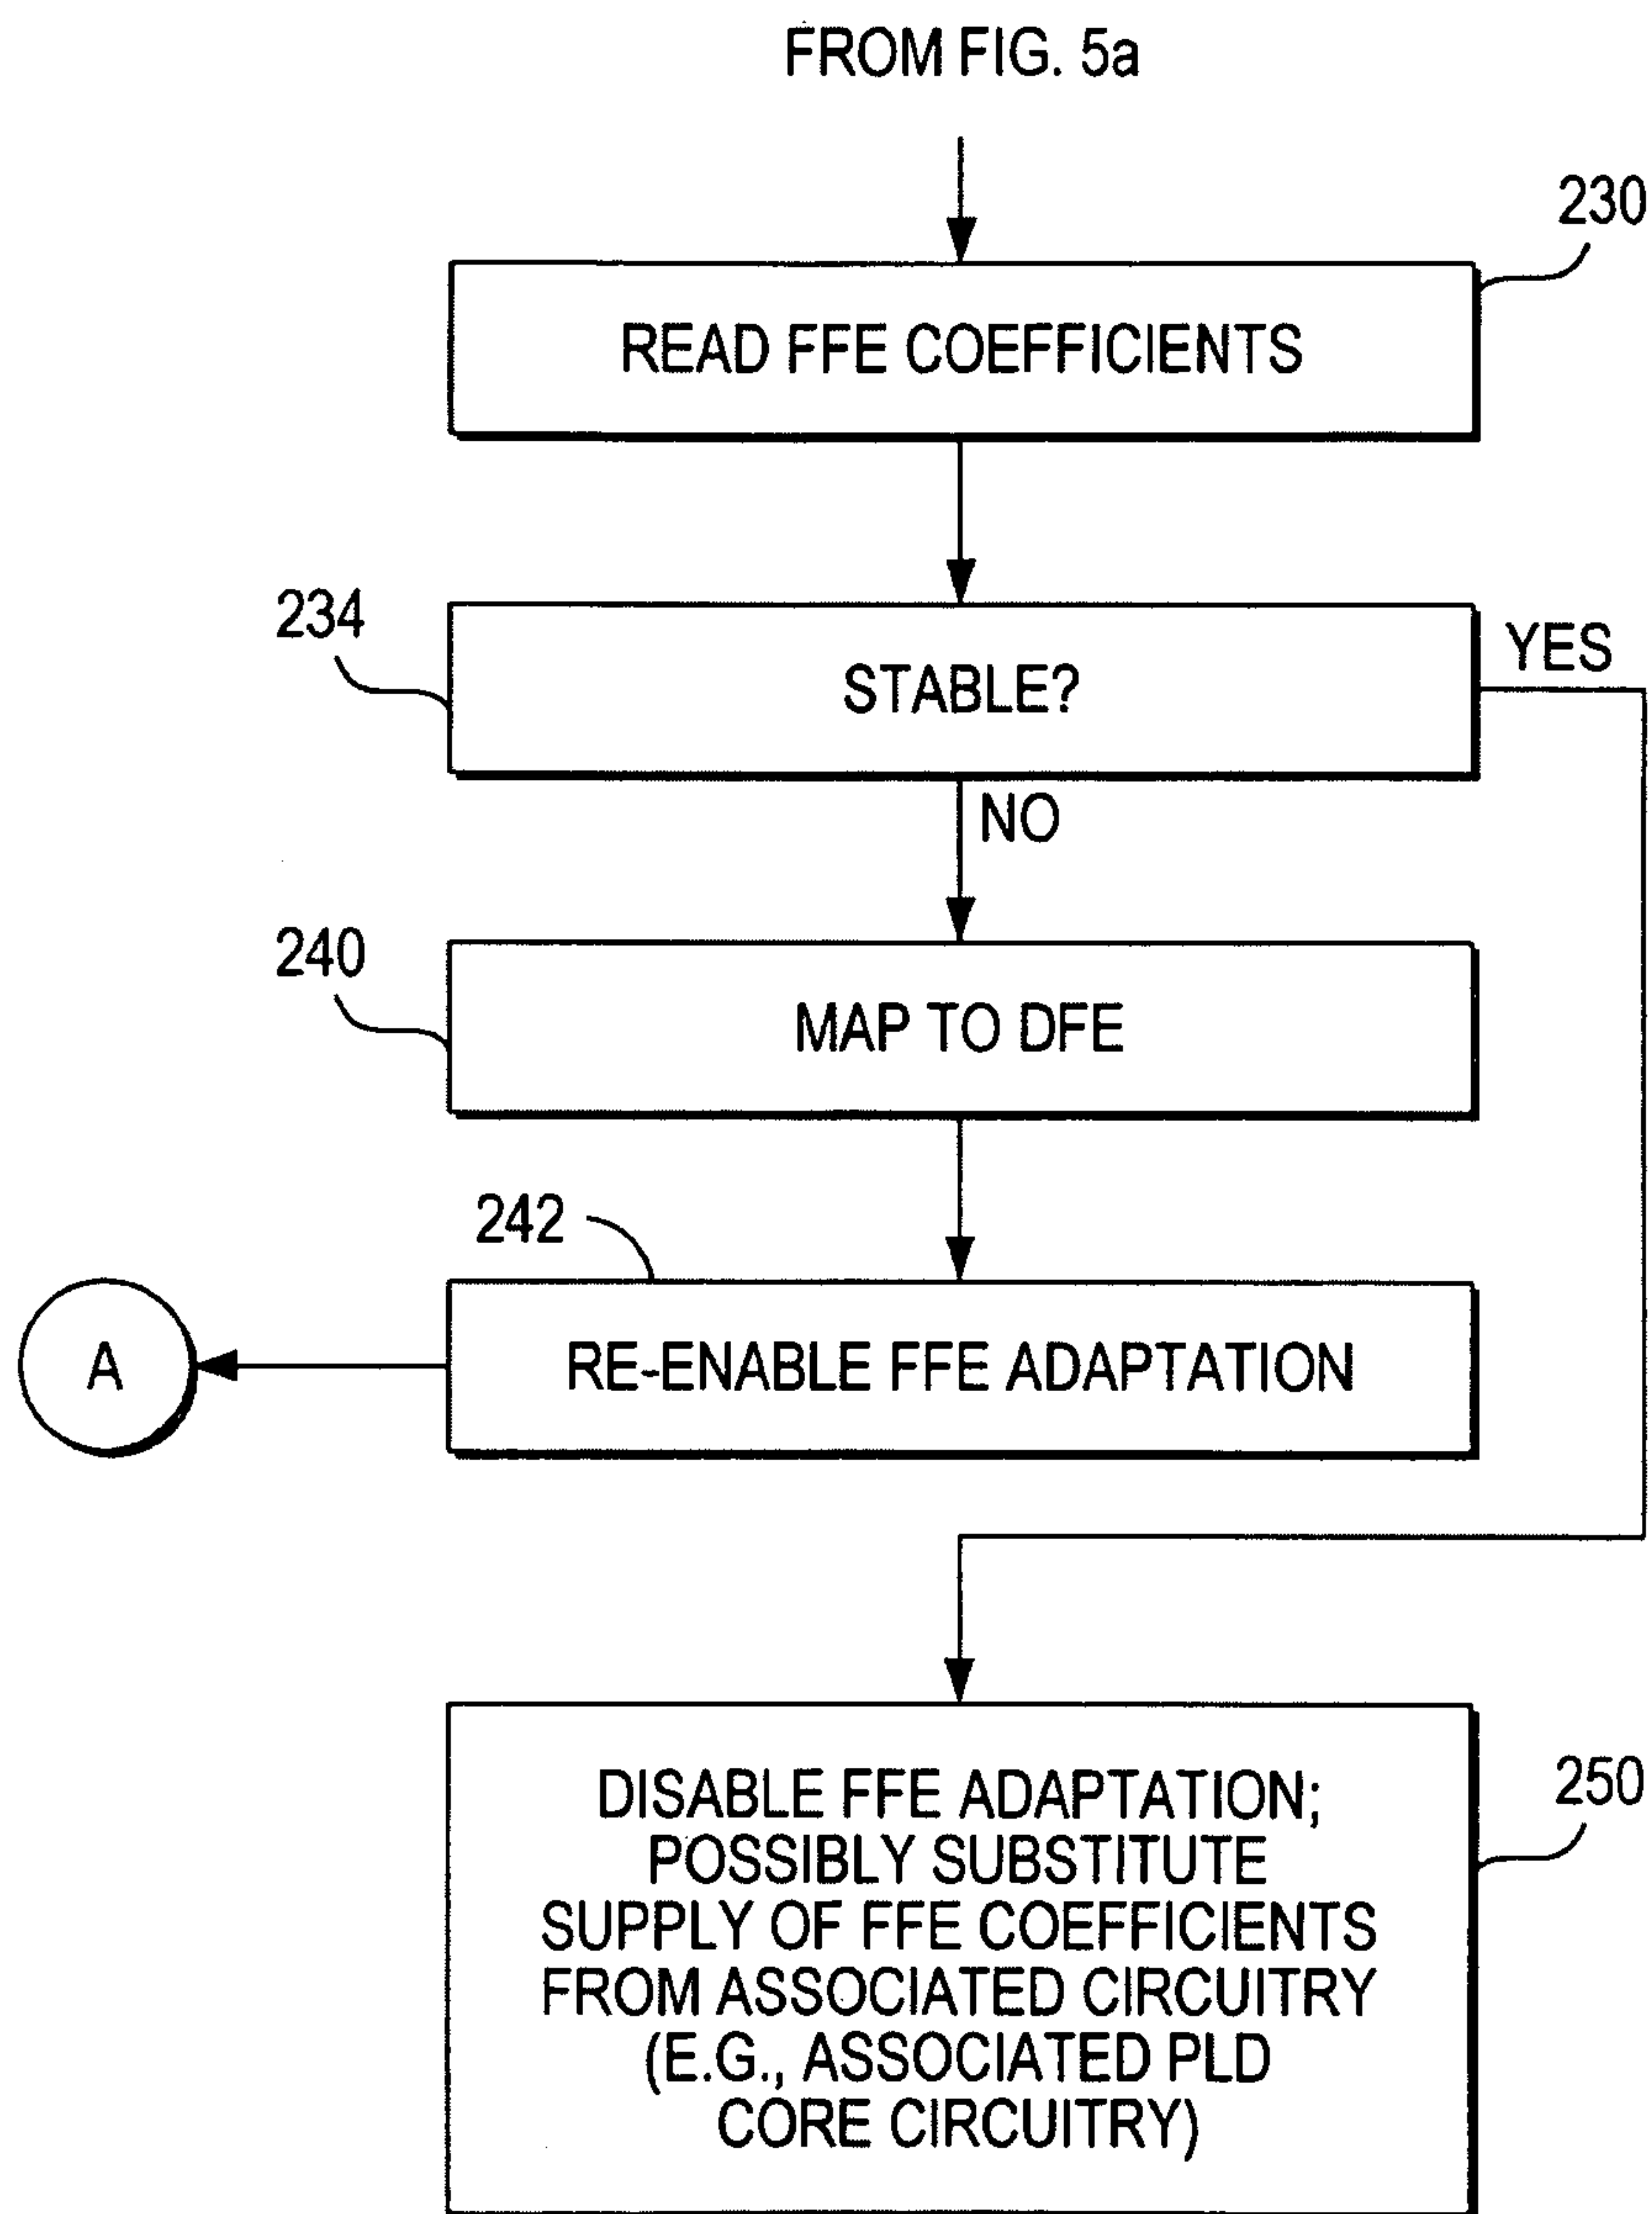 FROM FIG. 5a
230
READ FFE COEFFICIENTS
234
STABLE?
YES
NO
240
MAP TO DFE
242
A
RE-ENABLE FFE ADAPTATION
250
DISABLE FFE ADAPTATION;
POSSIBLY SUBSTITUTE
SUPPLY OF FFE COEFFICIENTS
FROM ASSOCIATED CIRCUITRY
(E.G., ASSOCIATED PLD
CORE CIRCUITRY)